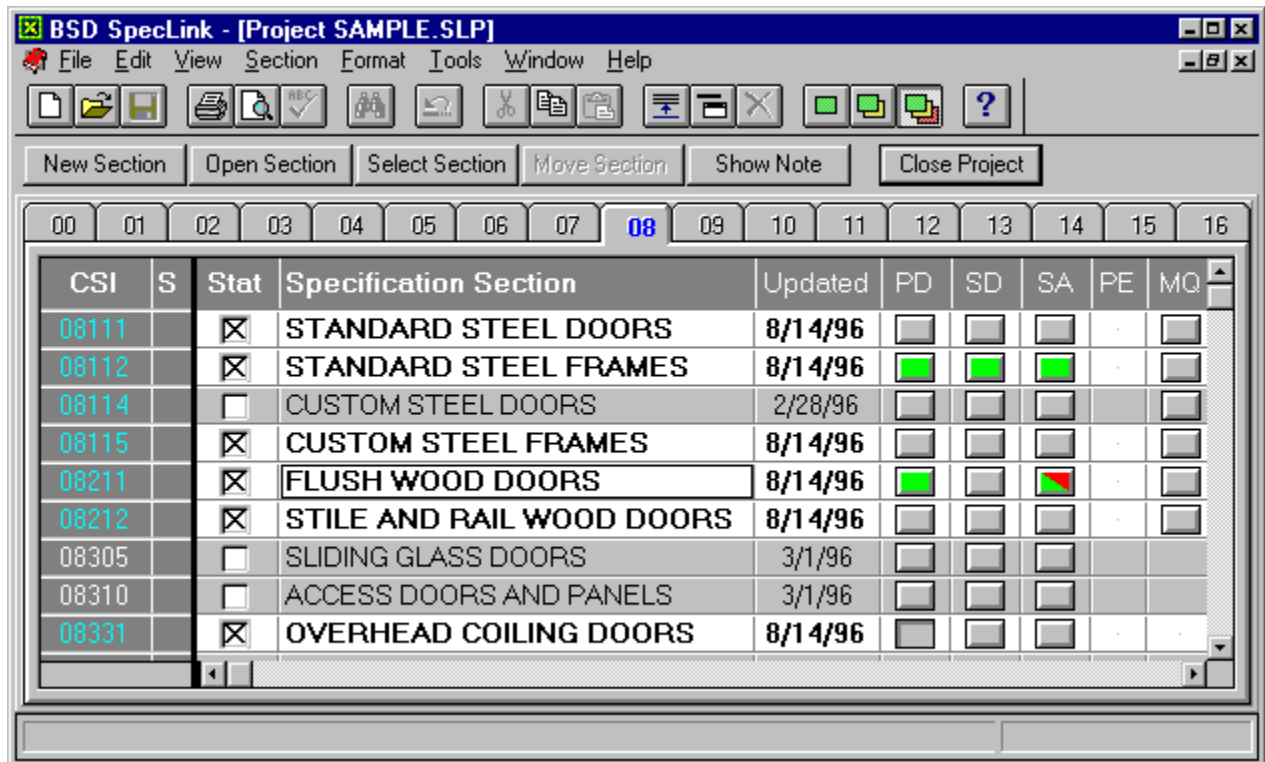 BSD SpecLink - [Project SAMPLE.SLP]
File Edit View Section Format Tools Window Help
ABC
?
New Section Open Section Select Section Move Section Show Note Close Project
00 01 02 03 04 05 06 07 08 09 10 11 12 13 14 15 16
CSI S Stat Specification Section Updated PD SD SA PE MQ
08111 STANDARD STEEL DOORS 8/14/96
08112 STANDARD STEEL FRAMES 8/14/96
08114 CUSTOM STEEL DOORS 2/28/96
08115 CUSTOM STEEL FRAMES 8/14/96
08211 FLUSH WOOD DOORS 8/14/96
08212 STILE AND RAIL WOOD DOORS 8/14/96
08305 SLIDING GLASS DOORS 3/1/96
08310 ACCESS DOORS AND PANELS 3/1/96
08331 OVERHEAD COILING DOORS 8/14/96